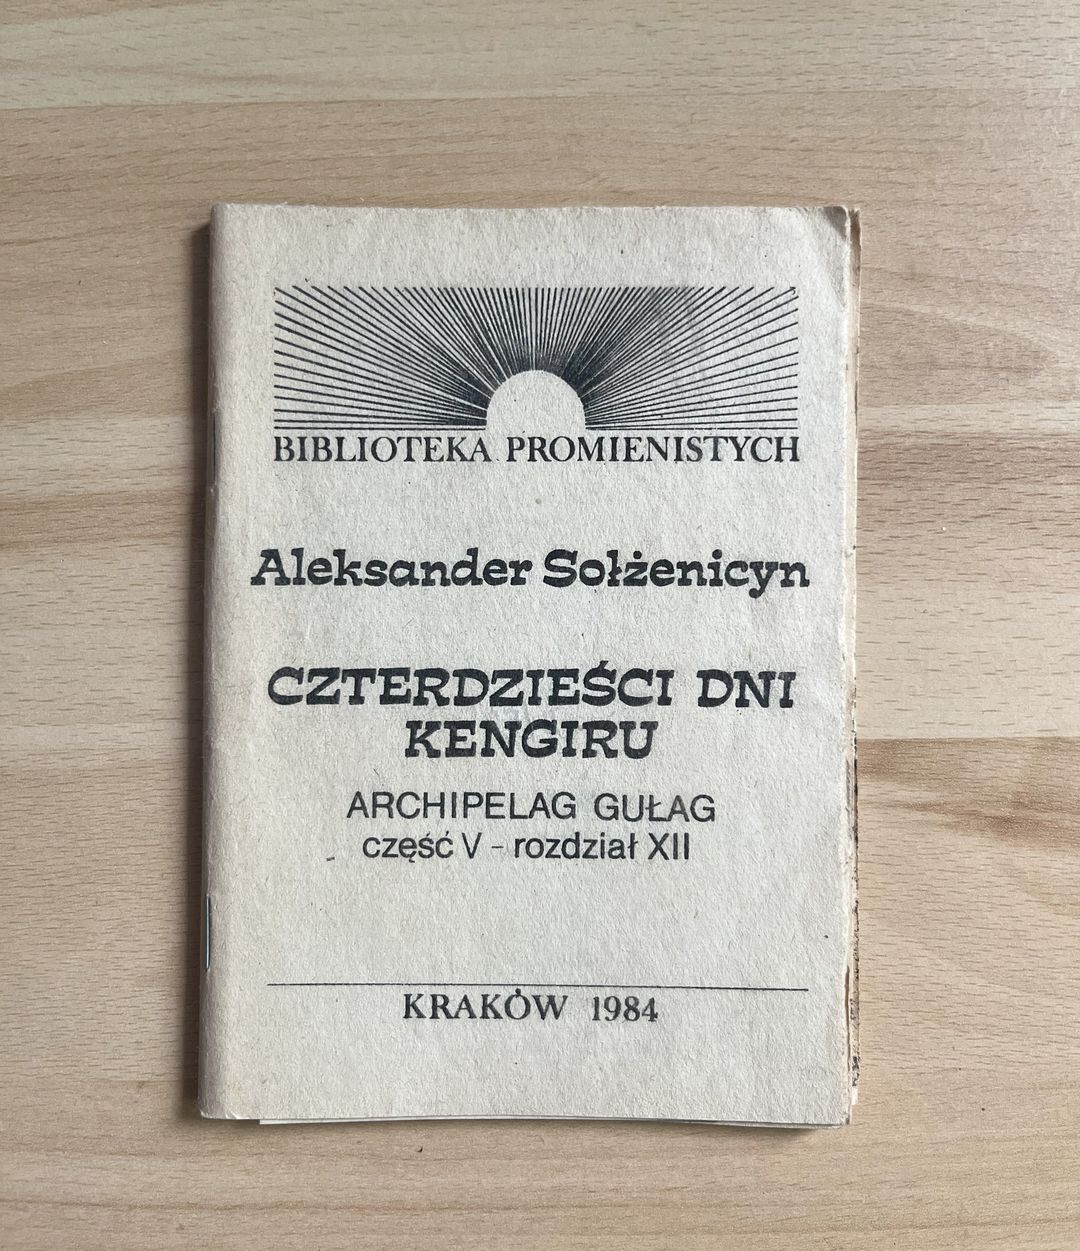 BIBLIOTEKA PROMIENISTYCH
Aleksander Sołżenicyn
CZTERDZIEŚCI DNI
KENGIRU
ARCHIPELAG GUŁAG
część V - rozdział XII
KRAKÓW 1984